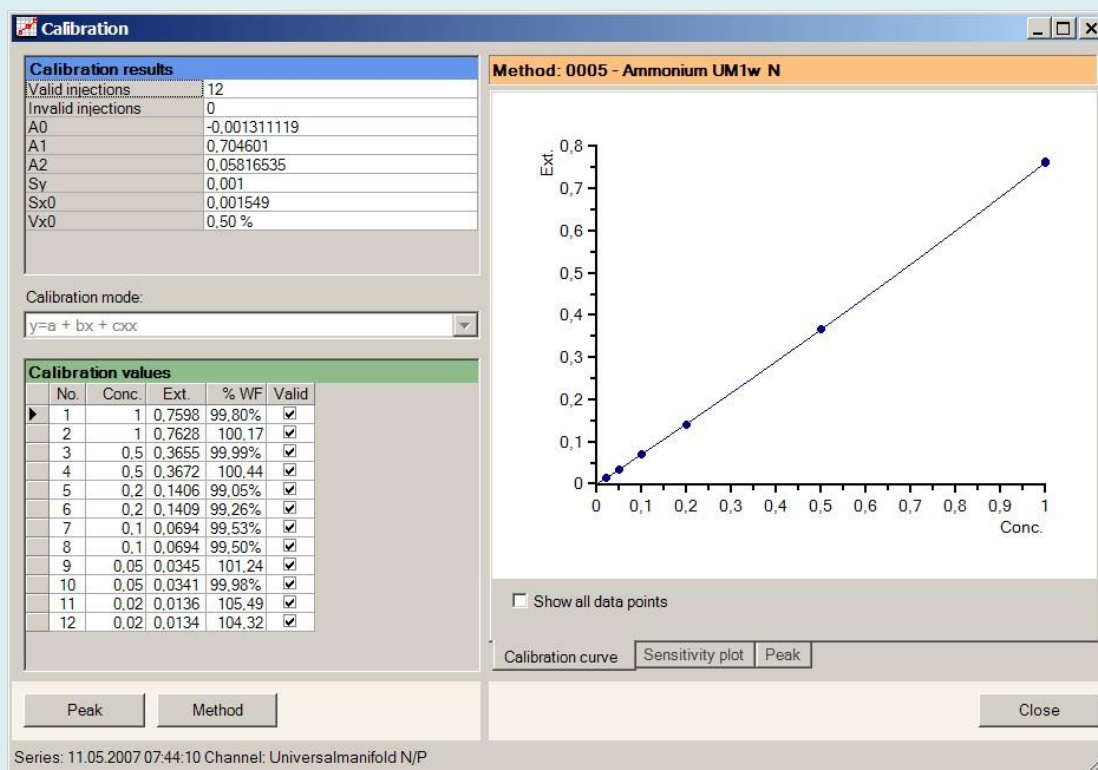 Calibration
Calibration results
Valid injections 12
Invalid injections 0
A0 -0,001311119
A1 0,704601
A2 0,05816535
Sy 0,001
Sx0 0,001549
Vx0 0,50 %
Calibration mode:
y=a + bx + cxx
Calibration values
No. Conc. Ext. % WF Valid
1 1 0,7598 99,80%
2 1 0,7628 100,17
3 0,5 0,3655 99,99%
4 0,5 0,3672 100,44
5 0,2 0,1406 99,05%
6 0,2 0,1409 99,26%
7 0,1 0,0694 99,53%
8 0,1 0,0694 99,50%
9 0,05 0,0345 101,24
10 0,05 0,0341 99,98%
11 0,02 0,0136 105,49
12 0,02 0,0134 104,32
Peak Method
Method: 0005 - Ammonium UM1w N
Ext.
0,8
0,7
0,6
0,5
0,4
0,3
0,2
0,1
0
0 0,1 0,2 0,3 0,4 0,5 0,6 0,7 0,8 0,9 1
Conc.
Show all data points
Calibration curve Sensitivity plot Peak
Close
Series: 11.05.2007 07:44:10 Channel: Universalmanifold N/P